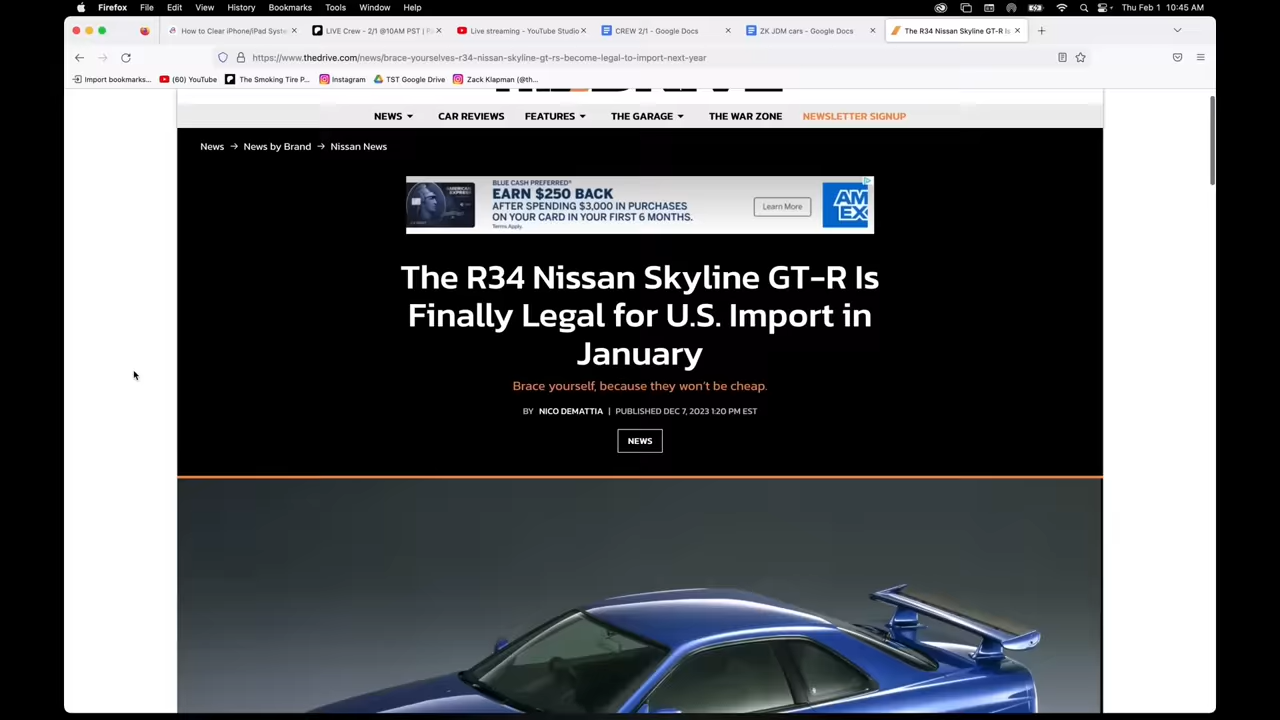 Firefox File Edit View History Bookmarks Tools Window Help Thu Feb 1 10:45 AM
How to Clear iPhone/iPad Syste LIVE Crew - 2/1 @10AM PST | Live streaming - YouTube Studio CREW 2/1 - Google Docs ZK JDM cars - Google Docs The R34 Nissan Skyline GT-R Is
https://www.thedrive.com/news/brace-yourselves-r34-nissan-skyline-gt-rs-become-legal-to-import-next-year
Import bookmarks... (60) YouTube The Smoking Tire P... Instagram TST Google Drive Zack Klapman (@th...
NEWS CAR REVIEWS FEATURES THE GARAGE THE WAR ZONE NEWSLETTER SIGNUP
News → News by Brand → Nissan News
AMERICAN EXPRESS
BLUE CASH PREFERRED®
EARN $250 BACK
AFTER SPENDING $3,000 IN PURCHASES
ON YOUR CARD IN YOUR FIRST 6 MONTHS.
Terms Apply.
Learn More
AM
EX
The R34 Nissan Skyline GT-R Is
Finally Legal for U.S. Import in
January
Brace yourself, because they won't be cheap.
BY NICO DEMATTIA | PUBLISHED DEC 7, 2023 1:20 PM EST
NEWS